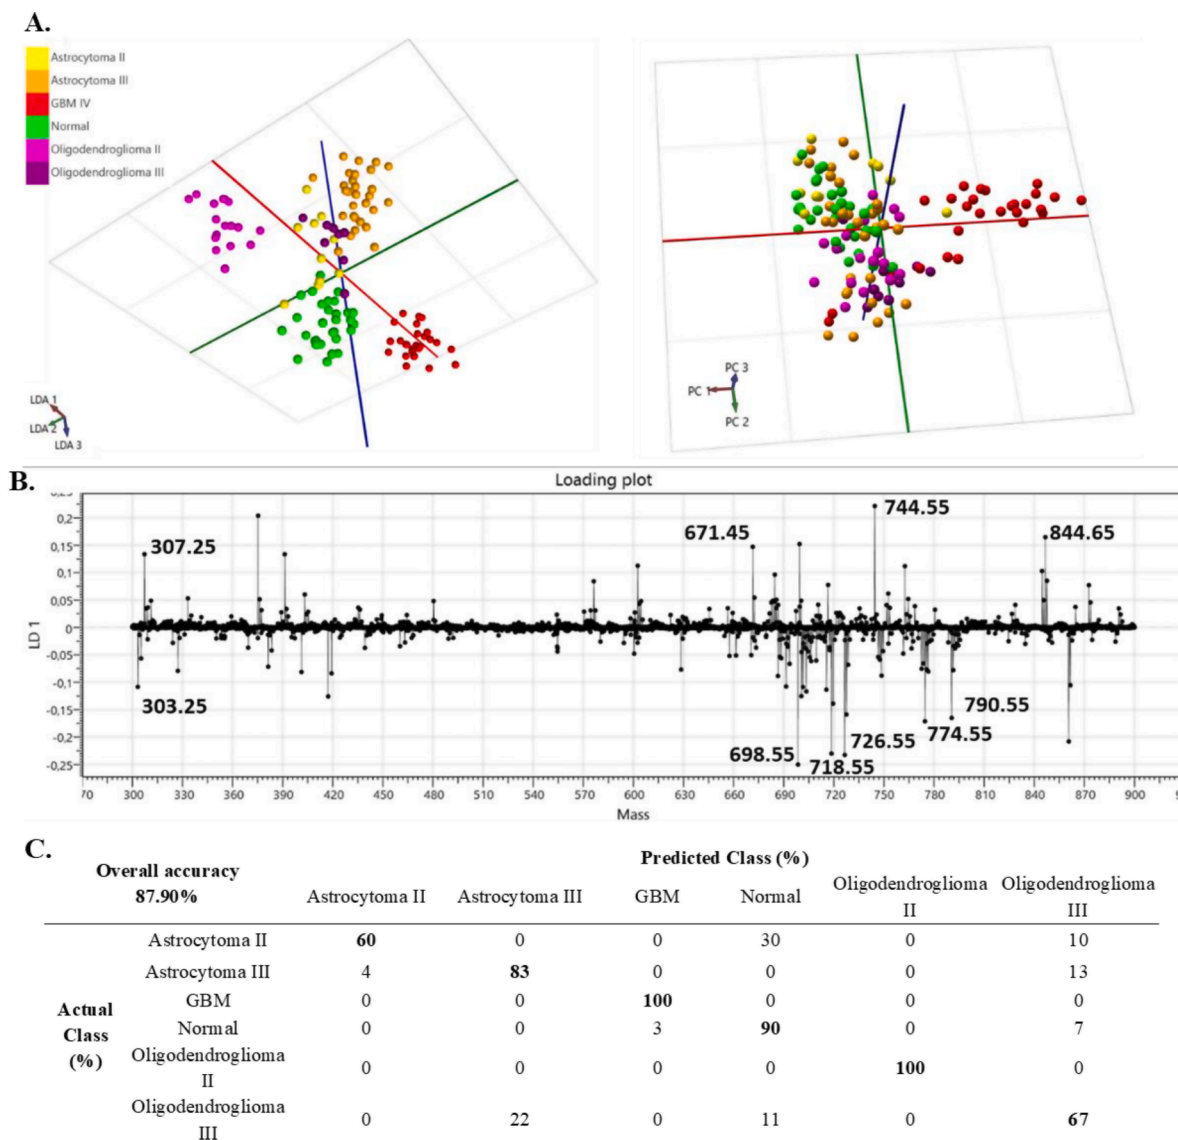 A.
Astrocytoma II
Astrocytoma III
GBM IV
Normal
Oligodendroglioma II
Oligodendroglioma III
LDA 1
LDA 2
LDA 3
PC 3
PC 1
PC 2
B.
Loading plot
LD 1
0,25
0,2
0,15
0,1
0,05
0
-0,05
-0,1
-0,15
-0,2
-0,25
307.25
303.25
671.45
744.55
844.65
698.55
718.55
726.55
774.55
790.55
70 300 330 360 390 420 450 480 510 540 570 600 630 660 690 720 750 780 810 840 870 900
Mass
C.
Overall accuracy
87.90%
Predicted Class (%)
Astrocytoma II Astrocytoma III GBM Normal Oligodendroglioma II Oligodendroglioma III
Actual Class (%)
Astrocytoma II 60 0 0 30 0 10
Astrocytoma III 4 83 0 0 0 13
GBM 0 0 100 0 0 0
Normal 0 0 3 90 0 7
Oligodendroglioma II 0 0 0 0 100 0
Oligodendroglioma III 0 22 0 11 0 67